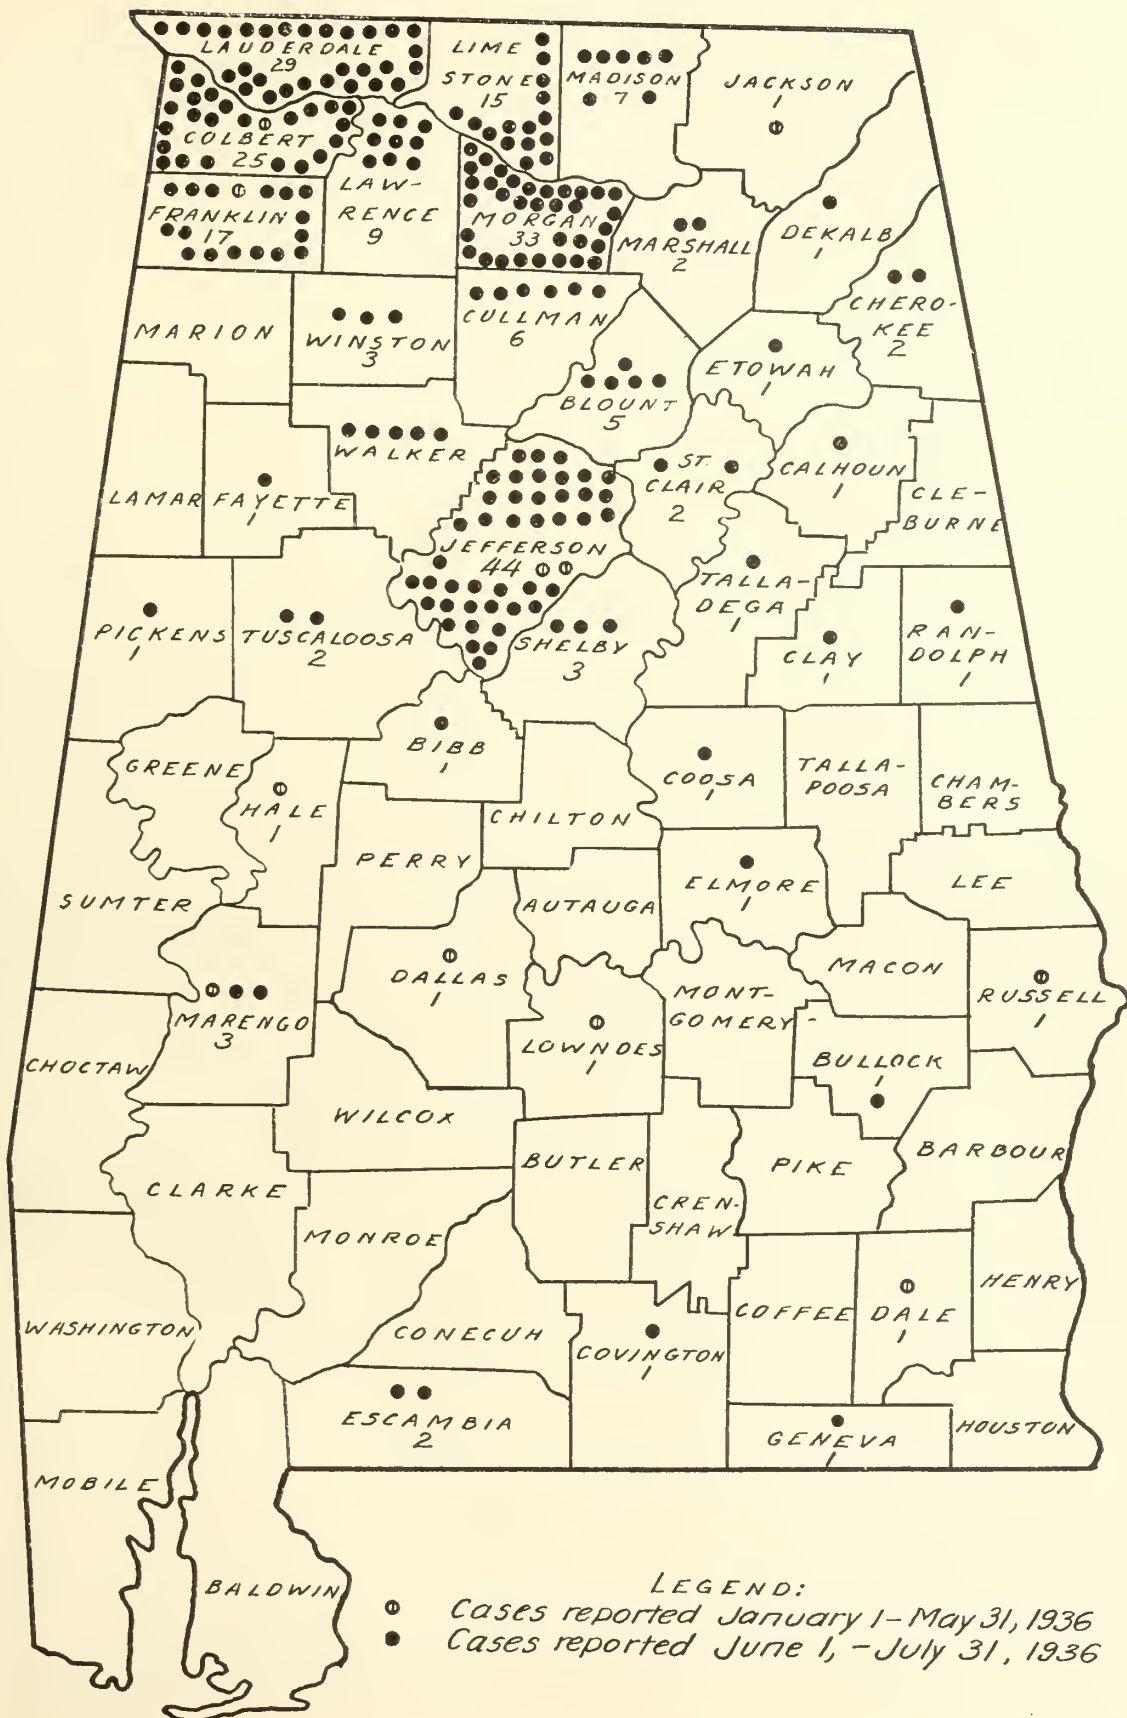 LAUDERDALE
29
LIME
STONE
15
MADISON
7
JACKSON
1
COLBERT
25
LAW-
RENCE
9
FRANKLIN
17
MORGAN
33
MARSHALL
2
DEKALB
1
CHERO-
KEE
2
MARION
WINSTON
3
CULLMAN
6
ETOWAH
1
BLOUNT
5
WALKER
ST.
CLAIR
2
CALHOUN
1
CLE-
BURNE
LAMAR
FAYETTE
1
JEFFERSON
44
TALLA-
DEGA
1
PICKENS
1
TUSCALOOSA
2
SHELBY
3
CLAY
1
RAN-
DOLPH
1
BIBB
1
GREENE
HALE
1
CHILTON
COOSA
1
TALLA-
POOSA
CHAM-
BERS
PERRY
SUMTER
AUTAUGA
ELMORE
1
LEE
DALLAS
1
MACON
MARENGO
3
MONT-
GOMERY-
RUSSELL
1
LOWNDES
1
BULLOCK
1
CHOCTAW
WILCOX
BUTLER
PIKE
BARBOUR
CLARKE
CREN-
SHAW
MONROE
HENRY
WASHINGTON
CONECUH
COFFEE
DALE
1
COVINGTON
1
ESCAMBIA
2
GENEVA
1
HOUSTON
MOBILE
BALDWIN
LEGEND:
Cases reported January 1-May 31, 1936
Cases reported June 1,-July 31, 1936